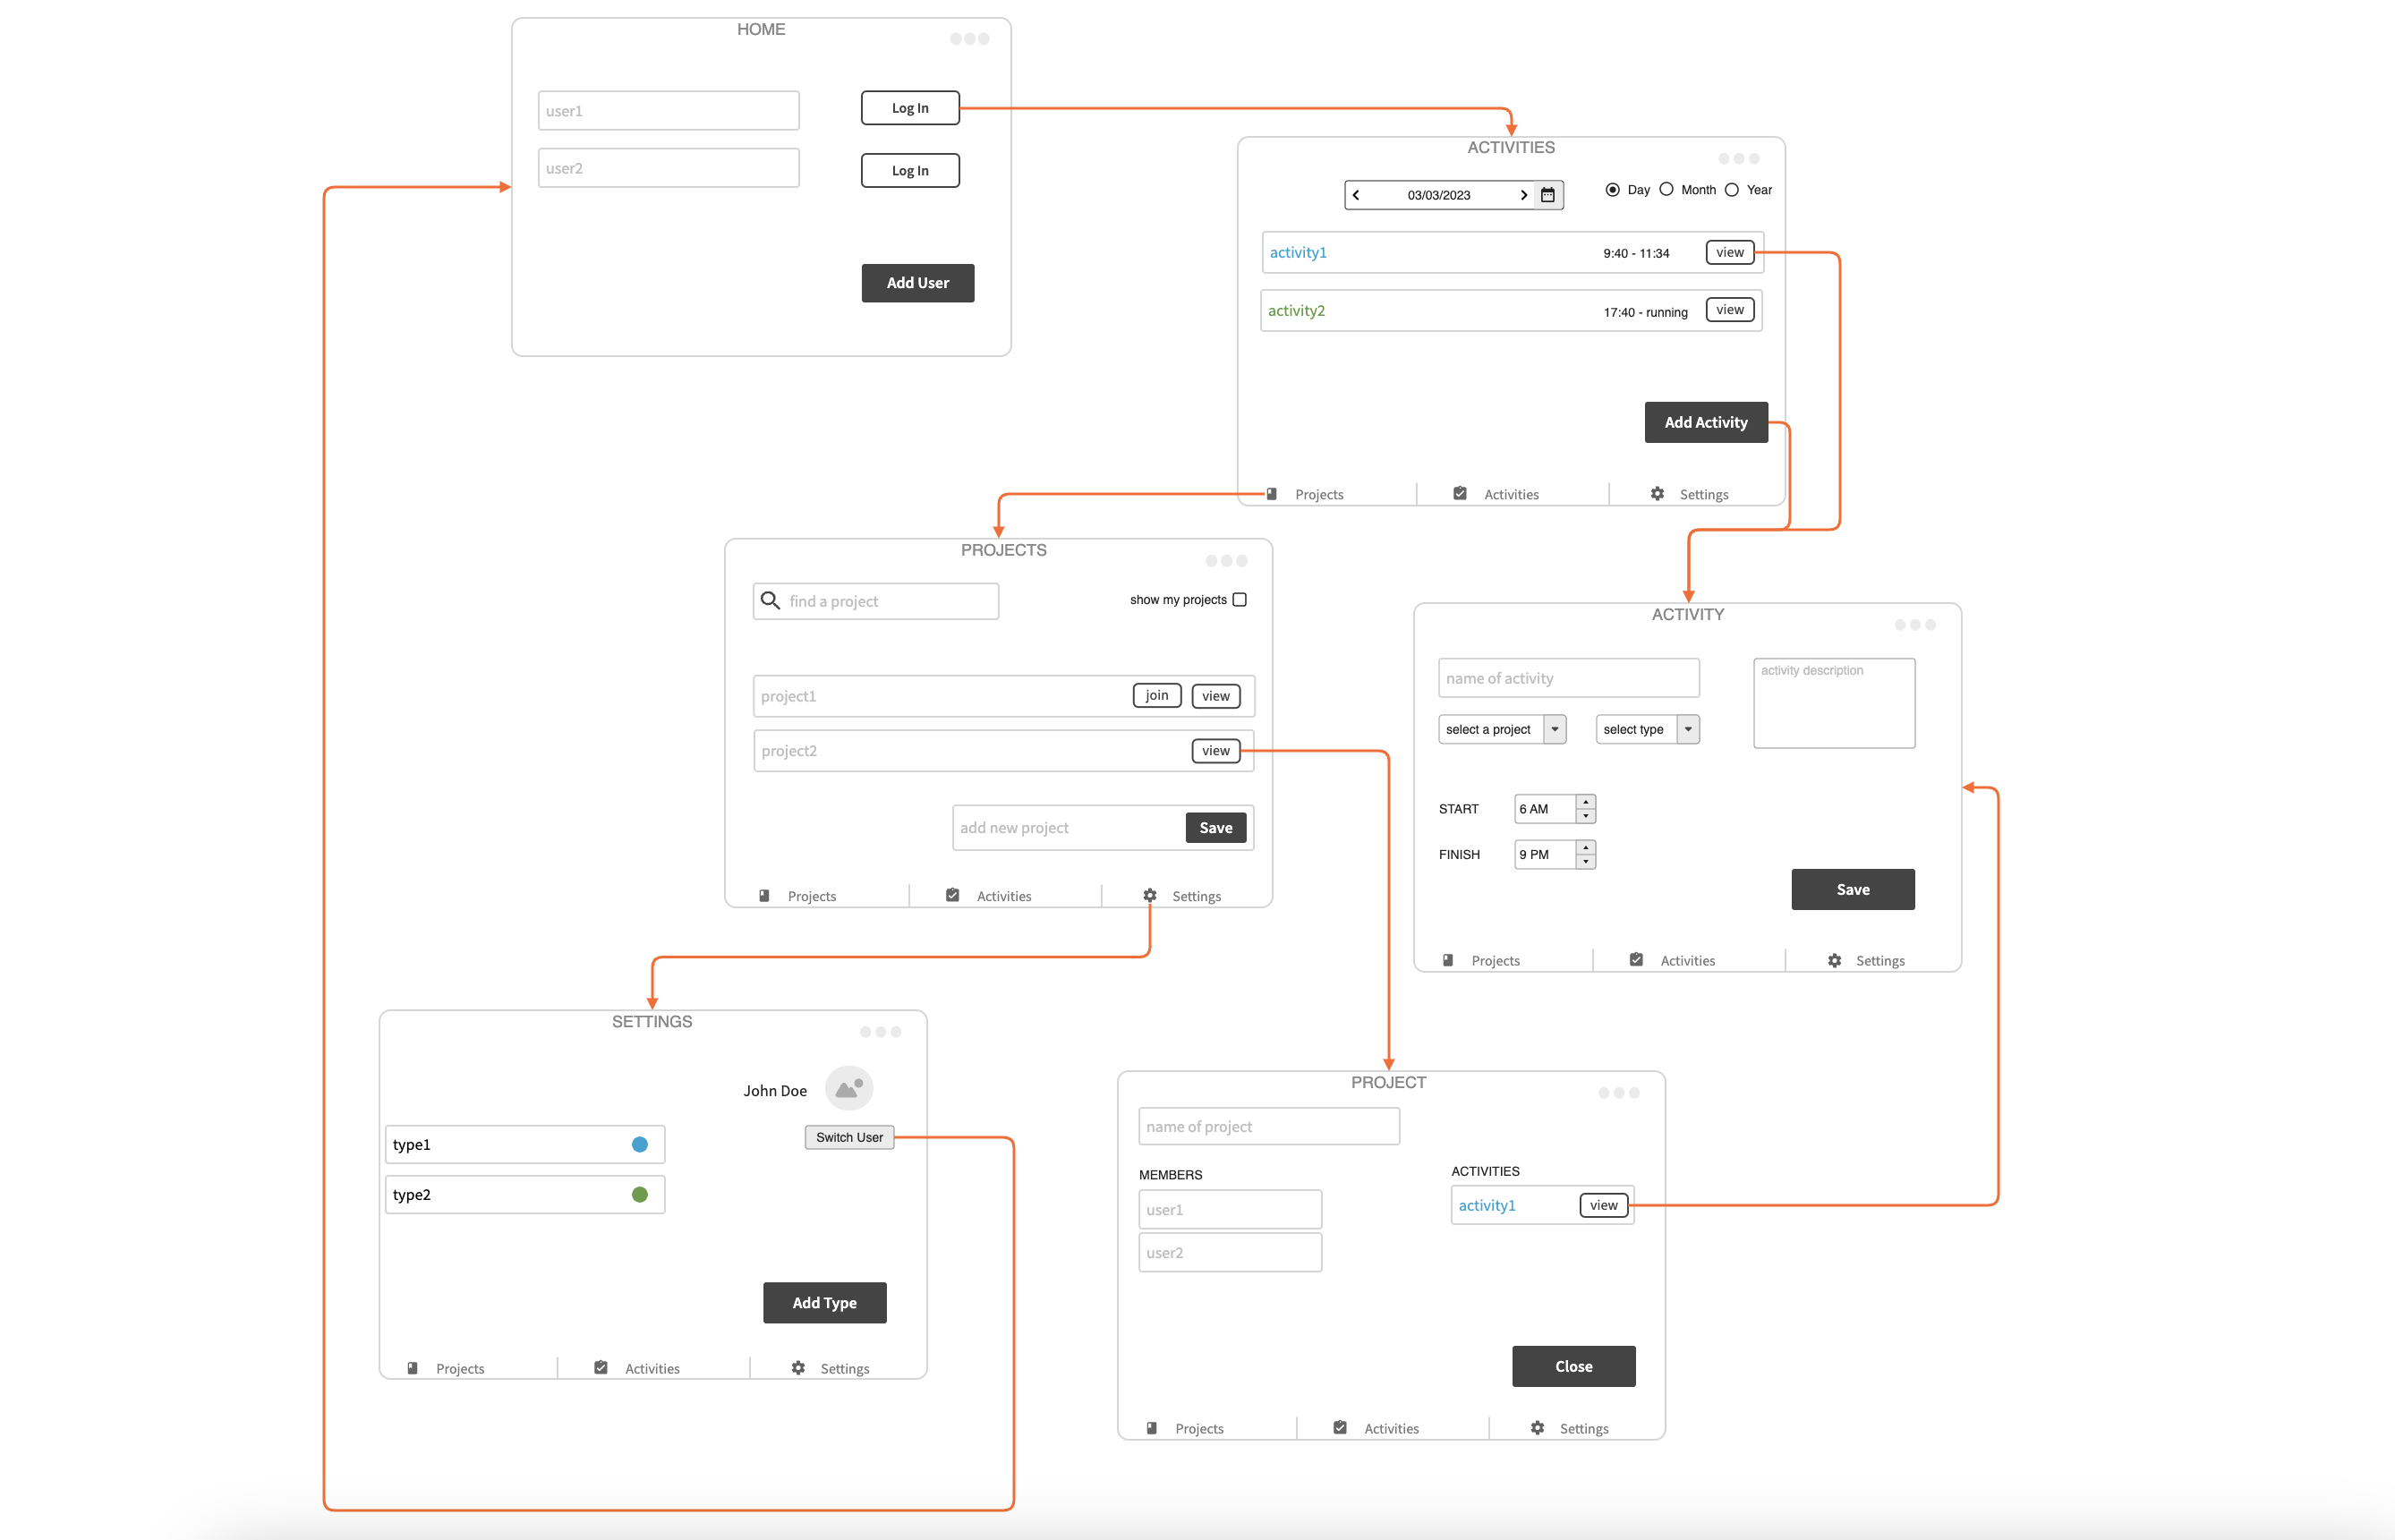 HOME
user1
Log In
user2
Log In
Add User
ACTIVITIES
03/03/2023
Day Month Year
activity1 9:40 - 11:34 view
activity2 17:40 - running view
Add Activity
Projects Activities Settings
PROJECTS
find a project
show my projects
project1 join view
project2 view
add new project Save
Projects Activities Settings
ACTIVITY
name of activity
activity description
select a project select type
START 6 AM
FINISH 9 PM
Save
Projects Activities Settings
SETTINGS
John Doe
Switch User
type1
type2
Add Type
Projects Activities Settings
PROJECT
name of project
MEMBERS
user1
user2
ACTIVITIES
activity1 view
Close
Projects Activities Settings